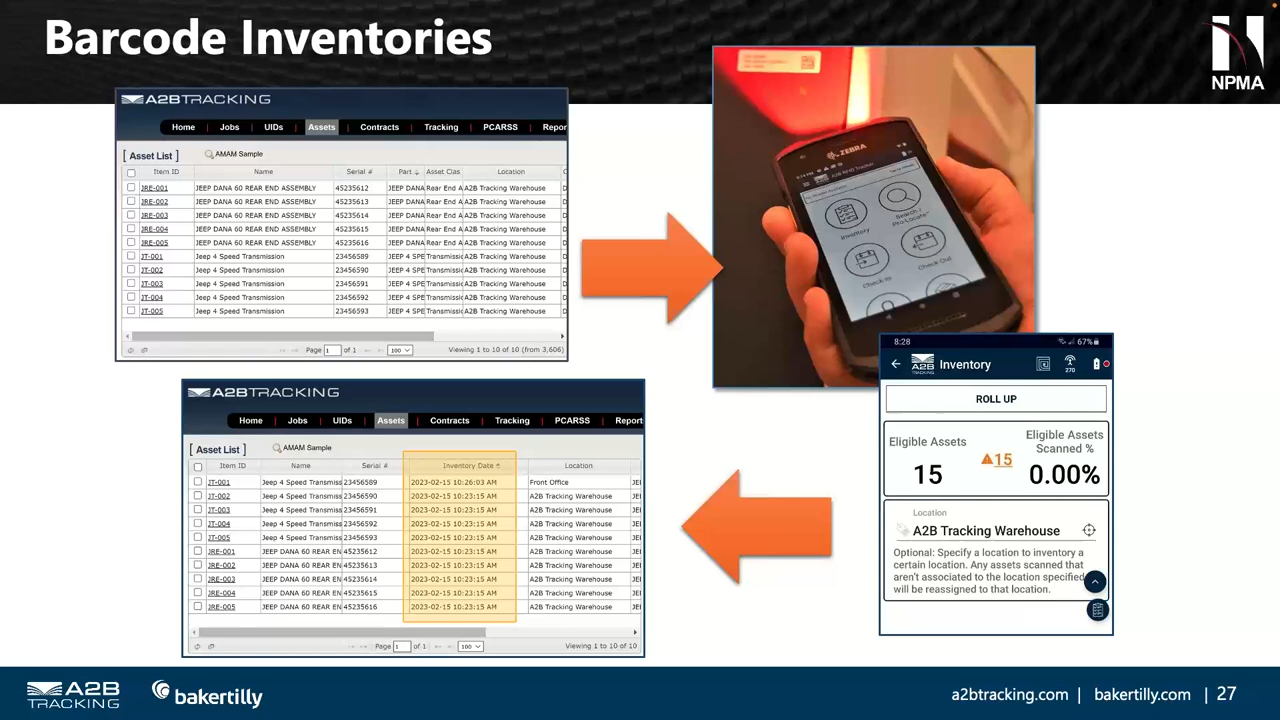 Barcode Inventories
NPMA
A2BTRACKING
Home | Jobs | UIDs | Assets | Contracts | Tracking | PCARSS | Repor
[ Asset List ] AMAM Sample
Item ID Name Serial # Part Asset Clas Location
JRE-001 JEEP DANA 60 REAR END ASSEMBLY 45235612 JEEP DANA Rear End A A2B Tracking Warehouse
JRE-002 JEEP DANA 60 REAR END ASSEMBLY 45235613 JEEP DANA Rear End A A2B Tracking Warehouse
JRE-003 JEEP DANA 60 REAR END ASSEMBLY 45235614 JEEP DANA Rear End A A2B Tracking Warehouse
JRE-004 JEEP DANA 60 REAR END ASSEMBLY 45235615 JEEP DANA Rear End A A2B Tracking Warehouse
JRE-005 JEEP DANA 60 REAR END ASSEMBLY 45235616 JEEP DANA Rear End A A2B Tracking Warehouse
JT-001 Jeep 4 Speed Transmission 23456589 JEEP 4 SPE Transmissic A2B Tracking Warehouse
JT-002 Jeep 4 Speed Transmission 23456590 JEEP 4 SPE Transmissic A2B Tracking Warehouse
JT-003 Jeep 4 Speed Transmission 23456591 JEEP 4 SPE Transmissic A2B Tracking Warehouse
JT-004 Jeep 4 Speed Transmission 23456592 JEEP 4 SPE Transmissic A2B Tracking Warehouse
JT-005 Jeep 4 Speed Transmission 23456593 JEEP 4 SPE Transmissic A2B Tracking Warehouse
Page 1 of 1 100 Viewing 1 to 10 of 10 (from 3,606)
ZEBRA
A2B RFID Tracker
Inventory
Search / Pro Locate
Check In
Check Out
8:28 67%
A2B TRACKING Inventory 270
ROLL UP
Eligible Assets
15
15
Eligible Assets Scanned %
0.00%
Location
A2B Tracking Warehouse
Optional: Specify a location to inventory a
certain location. Any assets scanned that
aren't associated to the location specified
will be reassigned to that location.
A2BTRACKING
Home | Jobs | UIDs | Assets | Contracts | Tracking | PCARSS | Report
[ Asset List ] AMAM Sample
Item ID Name Serial # Inventory Date Location
JT-001 Jeep 4 Speed Transmiss 23456589 2023-02-15 10:26:03 AM Front Office
JT-002 Jeep 4 Speed Transmiss 23456590 2023-02-15 10:23:15 AM A2B Tracking Warehouse
JT-003 Jeep 4 Speed Transmiss 23456591 2023-02-15 10:23:15 AM A2B Tracking Warehouse
JT-004 Jeep 4 Speed Transmiss 23456592 2023-02-15 10:23:15 AM A2B Tracking Warehouse
JT-005 Jeep 4 Speed Transmiss 23456593 2023-02-15 10:23:15 AM A2B Tracking Warehouse
JRE-001 JEEP DANA 60 REAR EN 45235612 2023-02-15 10:23:15 AM A2B Tracking Warehouse
JRE-002 JEEP DANA 60 REAR EN 45235613 2023-02-15 10:23:15 AM A2B Tracking Warehouse
JRE-003 JEEP DANA 60 REAR EN 45235614 2023-02-15 10:23:15 AM A2B Tracking Warehouse
JRE-004 JEEP DANA 60 REAR EN 45235615 2023-02-15 10:23:15 AM A2B Tracking Warehouse
JRE-005 JEEP DANA 60 REAR EN 45235616 2023-02-15 10:23:15 AM A2B Tracking Warehouse
Page 1 of 1 100 Viewing 1 to 10 of 10
A2B TRACKING bakertilly a2btracking.com | bakertilly.com | 27